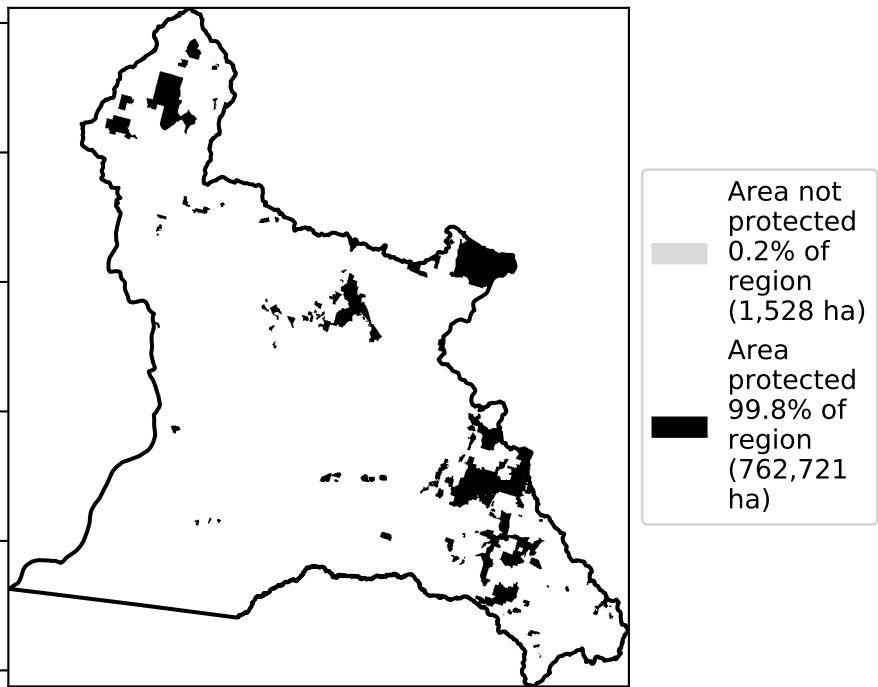 Area not
protected
0.2% of
region
(1,528 ha)
Area
protected
99.8% of
region
(762,721
ha)